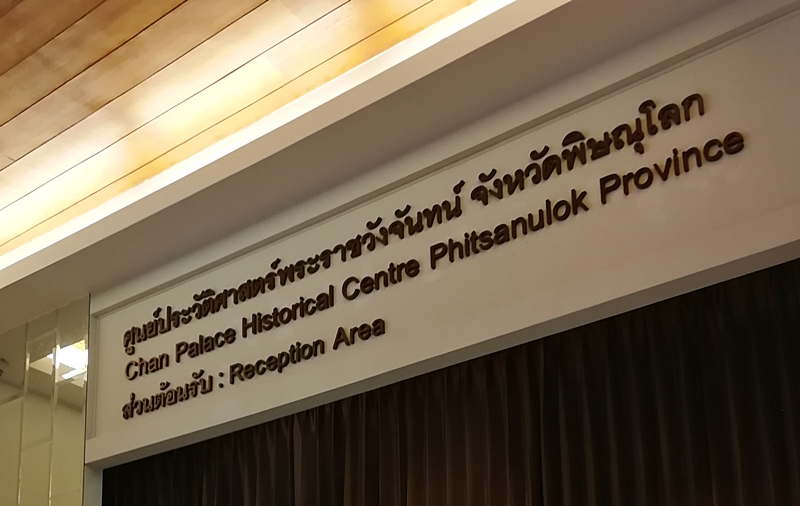 ศูนย์ประวัติศาสตร์พระราชวังจันทน์ จังหวัดพิษณุโลก
Chan Palace Historical Centre Phitsanulok Province
ส่วนต้อนรับ : Reception Area